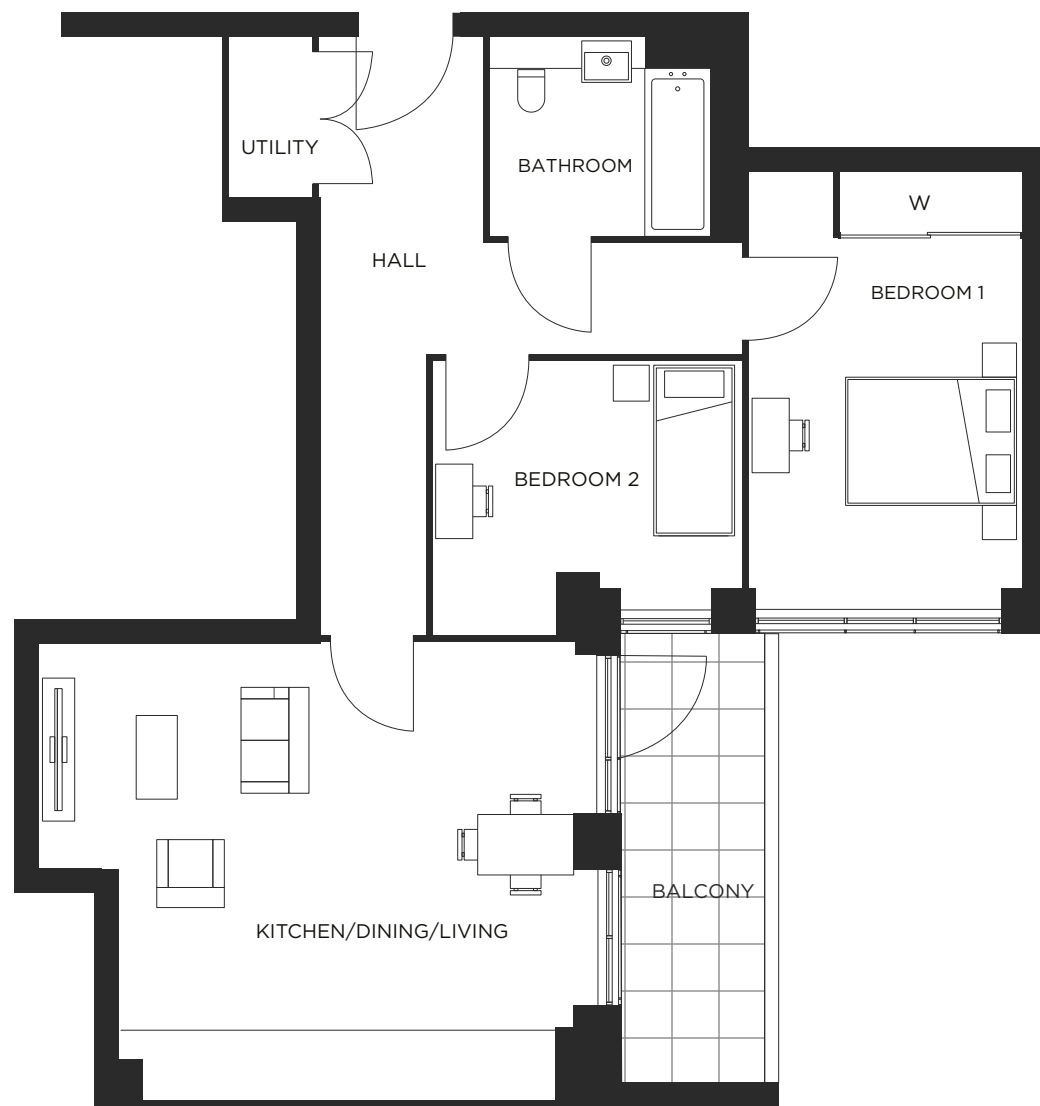 UTILITY
BATHROOM
W
HALL
BEDROOM 1
BEDROOM 2
BALCONY
KITCHEN/DINING/LIVING